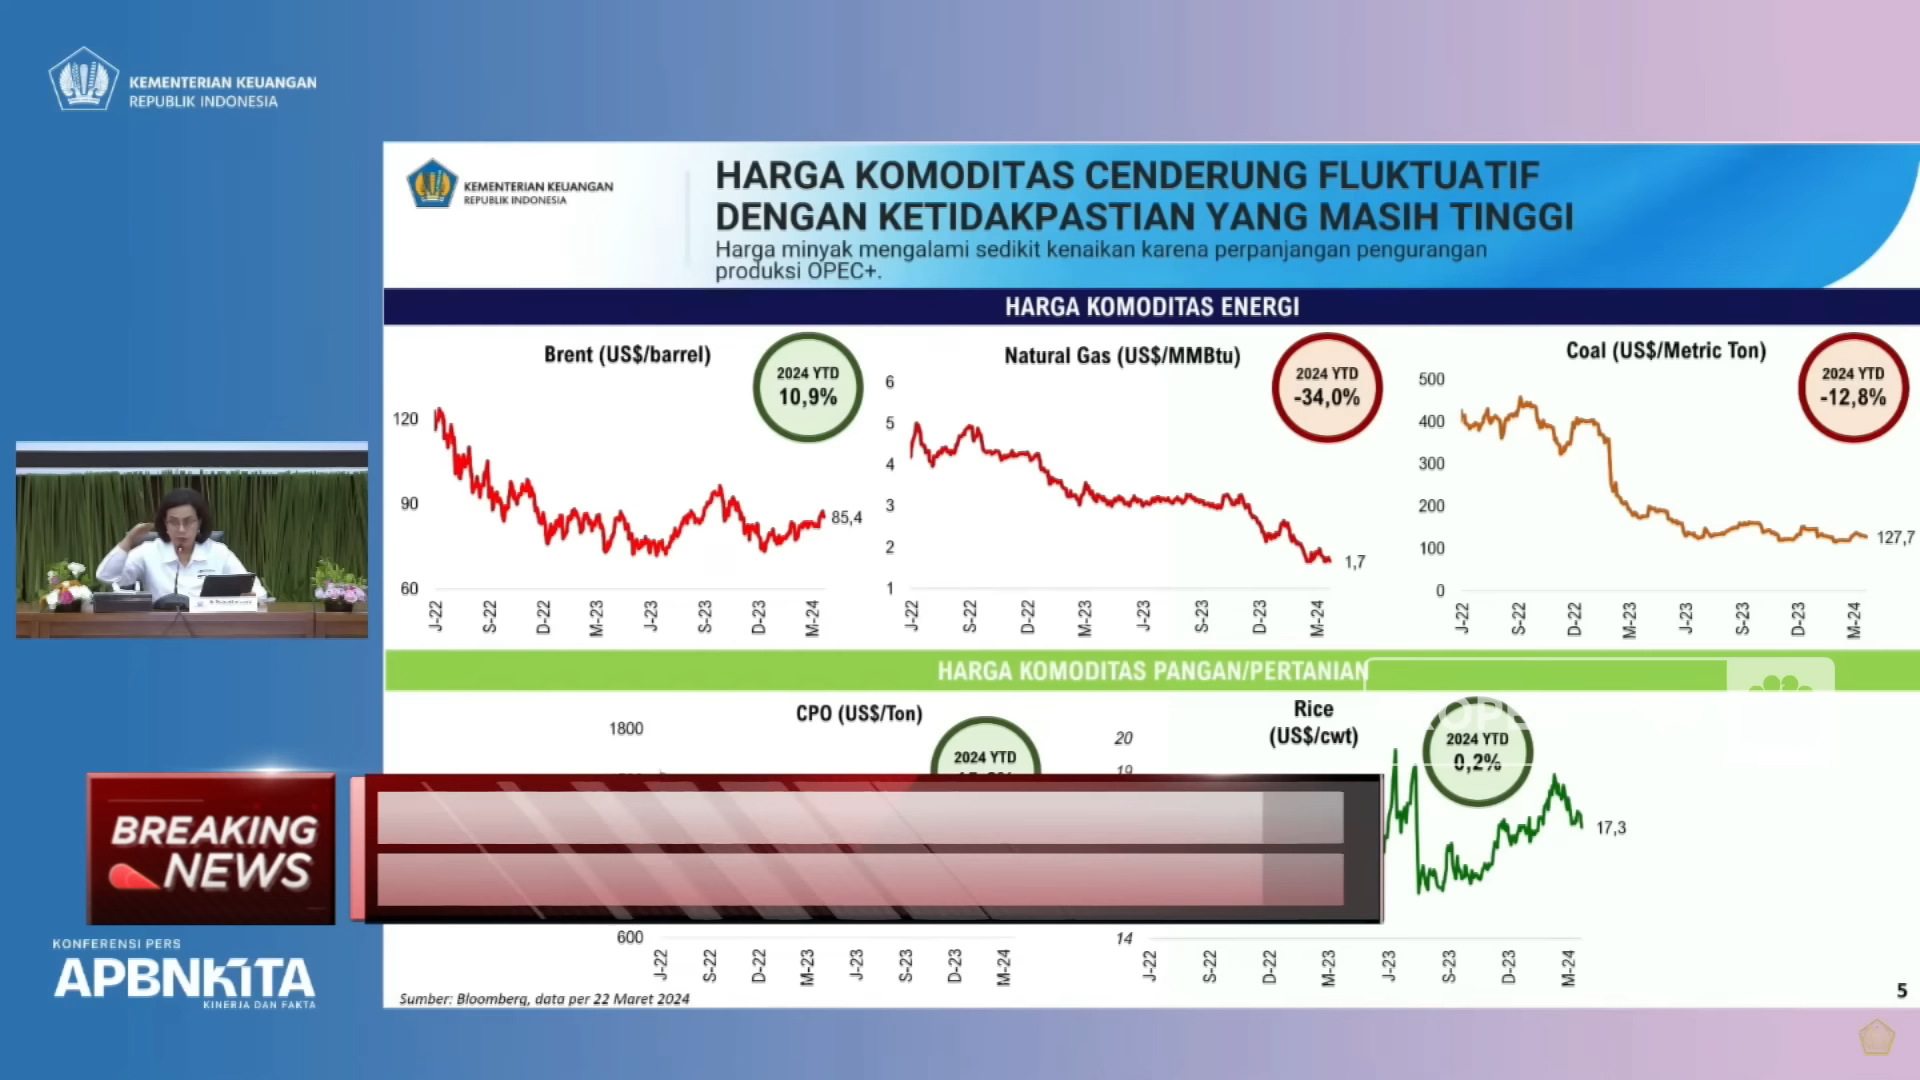 KEMENTERIAN KEUANGAN
REPUBLIK INDONESIA
KEMENTERIAN KEUANGAN
REPUBLIK INDONESIA
HARGA KOMODITAS CENDERUNG FLUKTUATIF
DENGAN KETIDAKPASTIAN YANG MASIH TINGGI
Harga minyak mengalami sedikit kenaikan karena perpanjangan pengurangan
produksi OPEC+.
HARGA KOMODITAS ENERGI
Brent (US$/barrel)
2024 YTD
10,9%
120
90
60
85,4
J-22 S-22 D-22 M-23 J-23 S-23 D-23 M-24
Natural Gas (US$/MMBtu)
2024 YTD
-34,0%
6
5
4
3
2
1
1,7
J-22 S-22 D-22 M-23 J-23 S-23 D-23 M-24
Coal (US$/Metric Ton)
2024 YTD
-12,8%
500
400
300
200
100
0
127,7
J-22 S-22 D-22 M-23 J-23 S-23 D-23 M-24
HARGA KOMODITAS PANGAN/PERTANIAN
CPO (US$/Ton)
2024 YTD
1800
600
J-22 S-22 D-22 M-23 J-23 S-23 D-23 M-24
Rice
(US$/cwt)
2024 YTD
0,2%
20
19
14
17,3
J-22 S-22 D-22 M-23 J-23 S-23 D-23 M-24
Sumber: Bloomberg, data per 22 Maret 2024
5
BREAKING
NEWS
KONFERENSI PERS
APBNKITA
KINERJA DAN FAKTA